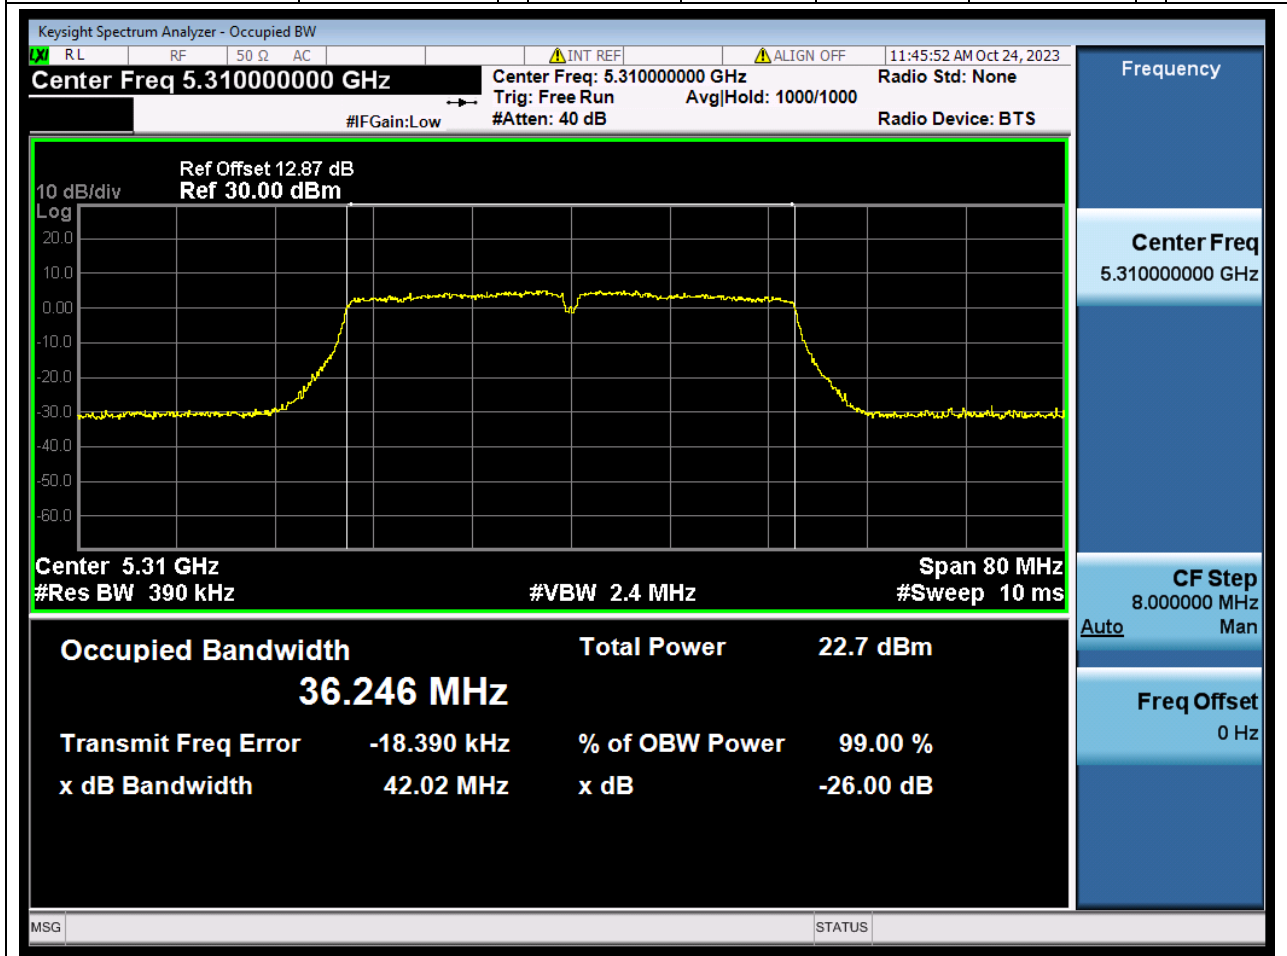 Keysight Spectrum Analyzer - Occupied BW
LXI RL RF 50 Ω AC INT REF ALIGN OFF 11:45:52 AM Oct 24, 2023
Center Freq 5.310000000 GHz
Center Freq: 5.310000000 GHz
Radio Std: None
Trig: Free Run Avg|Hold: 1000/1000
#IFGain:Low
#Atten: 40 dB
Radio Device: BTS
Ref Offset 12.87 dB
10 dB/div Ref 30.00 dBm
Log
20.0
10.0
0.00
-10.0
-20.0
-30.0
-40.0
-50.0
-60.0
Center 5.31 GHz Span 80 MHz
#Res BW 390 kHz #VBW 2.4 MHz #Sweep 10 ms
Occupied Bandwidth Total Power 22.7 dBm
36.246 MHz
Transmit Freq Error -18.390 kHz % of OBW Power 99.00 %
x dB Bandwidth 42.02 MHz x dB -26.00 dB
MSG STATUS
Frequency
Center Freq
5.310000000 GHz
CF Step
8.000000 MHz
Auto Man
Freq Offset
0 Hz